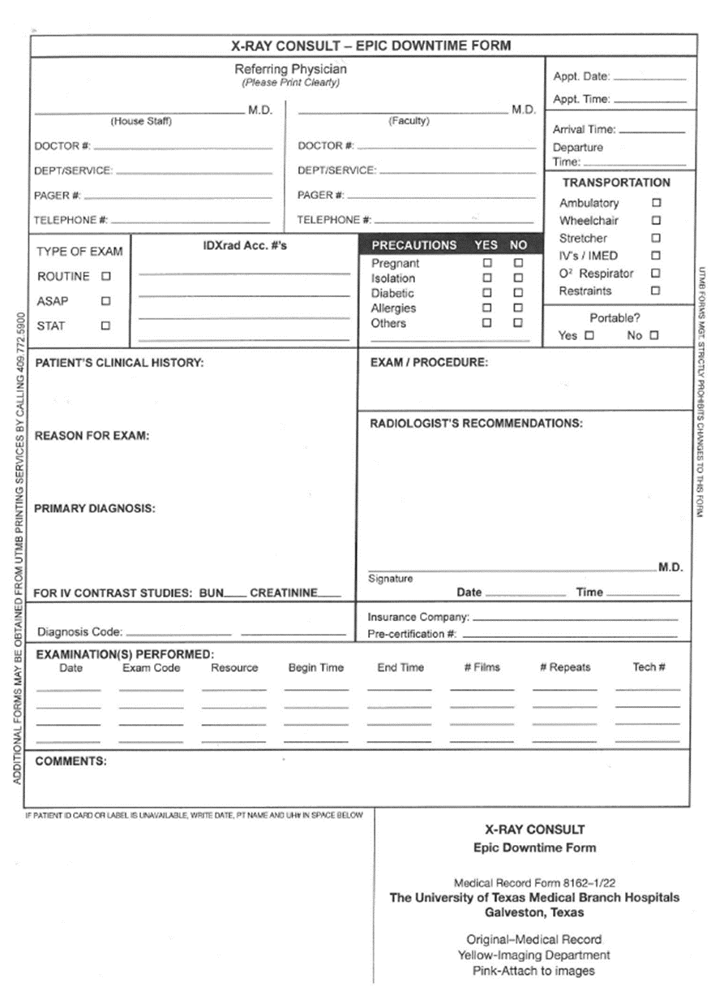 X-RAY CONSULT – EPIC DOWNTIME FORM
Referring Physician
(Please Print Clearly)
M.D.
(House Staff)
DOCTOR #:
DEPT/SERVICE:
PAGER #:
TELEPHONE #:
M.D.
(Faculty)
DOCTOR #:
DEPT/SERVICE:
PAGER #:
TELEPHONE #:
Appt. Date:
Appt. Time:
Arrival Time:
Departure
Time:
TRANSPORTATION
Ambulatory
Wheelchair
Stretcher
IV's / IMED
O² Respirator
Restraints
Portable?
Yes No
TYPE OF EXAM
ROUTINE
ASAP
STAT
IDXrad Acc. #'s
PRECAUTIONS YES NO
Pregnant
Isolation
Diabetic
Allergies
Others
PATIENT'S CLINICAL HISTORY:
REASON FOR EXAM:
PRIMARY DIAGNOSIS:
FOR IV CONTRAST STUDIES: BUN____ CREATININE____
EXAM / PROCEDURE:
RADIOLOGIST'S RECOMMENDATIONS:
M.D.
Signature
Date Time
Diagnosis Code:
Insurance Company:
Pre-certification #:
EXAMINATION(S) PERFORMED:
Date Exam Code Resource Begin Time End Time # Films # Repeats Tech #
COMMENTS:
IF PATIENT ID CARD OR LABEL IS UNAVAILABLE, WRITE DATE, PT NAME AND UH# IN SPACE BELOW
X-RAY CONSULT
Epic Downtime Form
Medical Record Form 8162–1/22
The University of Texas Medical Branch Hospitals
Galveston, Texas
Original–Medical Record
Yellow-Imaging Department
Pink-Attach to images
ADDITIONAL FORMS MAY BE OBTAINED FROM UTMB PRINTING SERVICES BY CALLING 409.772.5900
UTMB FORMS MGT. STRICTLY PROHIBITS CHANGES TO THIS FORM